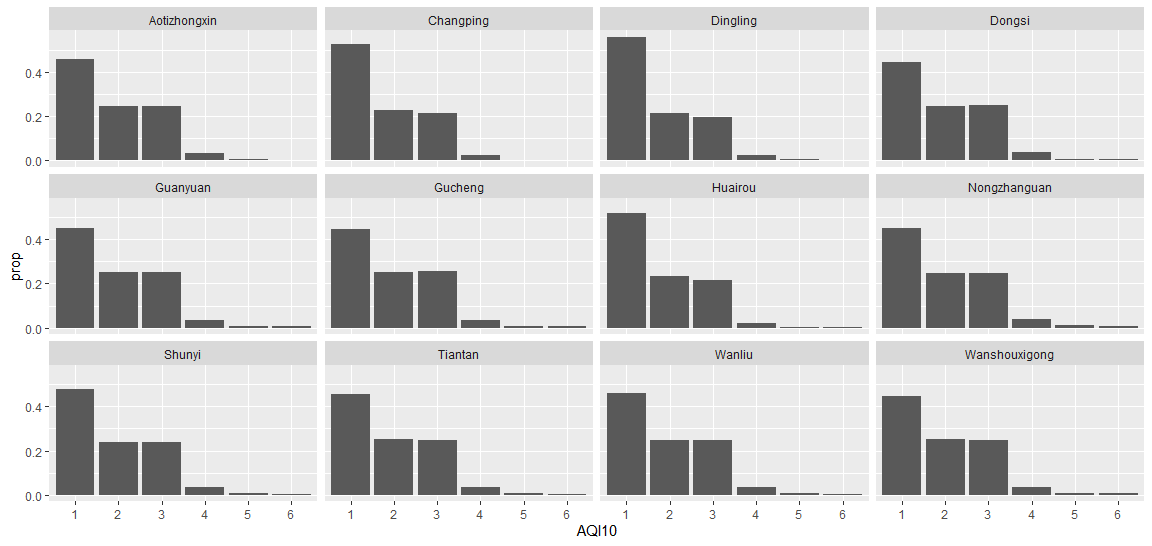 Aotizhongxin Changping Dingling Dongsi
0.4
0.2
0.0
Guanyuan Gucheng Huairou Nongzhanguan
0.4
prop
0.2
0.0
Shunyi Tiantan Wanliu Wanshouxigong
0.4
0.2
0.0
1 2 3 4 5 6 1 2 3 4 5 6 1 2 3 4 5 6 1 2 3 4 5 6
AQI10